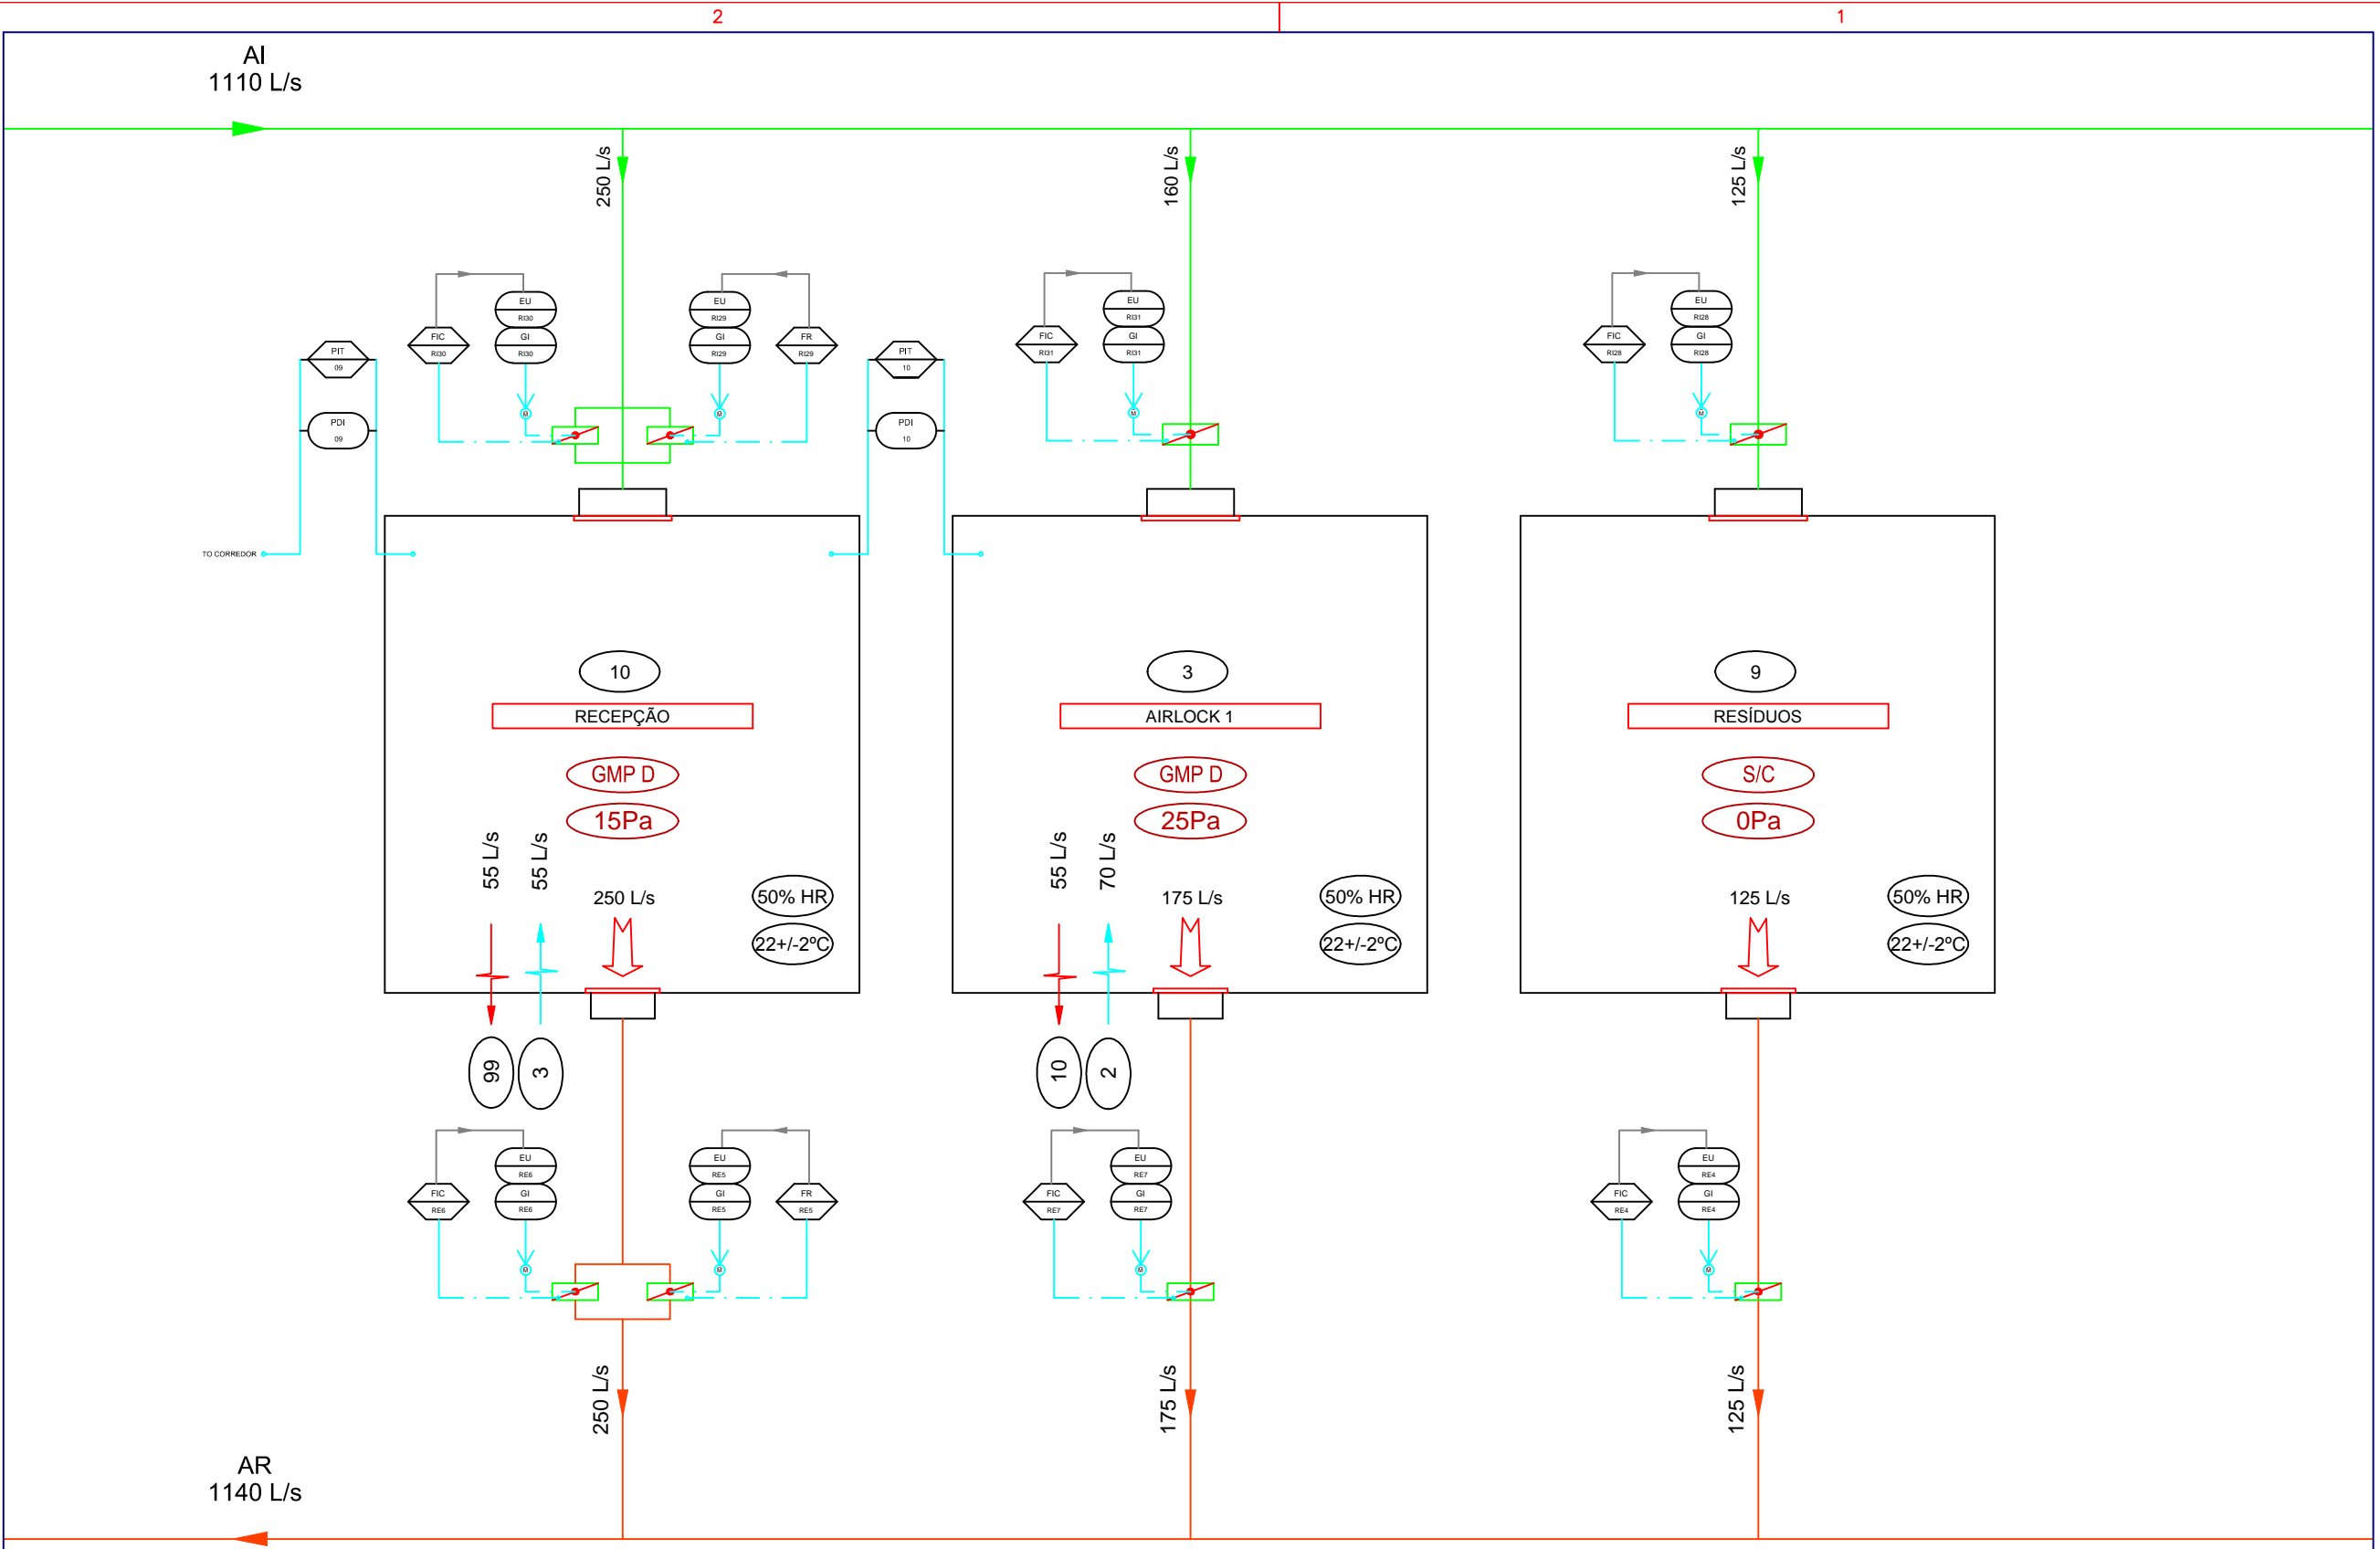 2
1
AI
1110 L/s
250 L/s
160 L/s
125 L/s
EU
RI30
GI
RI30
FIC
RI30
EU
RI29
GI
RI29
FR
RI29
PIT
09
PDI
09
TO CORREDOR
M
M
PIT
10
PDI
10
EU
RI31
GI
RI31
FIC
RI31
M
EU
RI28
GI
RI28
FIC
RI28
M
10
RECEPÇÃO
GMP D
15Pa
55 L/s
55 L/s
250 L/s
50% HR
22+/-2ºC
99
3
3
AIRLOCK 1
GMP D
25Pa
55 L/s
70 L/s
175 L/s
50% HR
22+/-2ºC
10
2
9
RESÍDUOS
S/C
0Pa
125 L/s
50% HR
22+/-2ºC
EU
RE6
GI
RE6
FIC
RE6
M
EU
RE5
GI
RE5
FR
RE5
M
EU
RE7
GI
RE7
FIC
RE7
M
EU
RE4
GI
RE4
FIC
RE4
M
250 L/s
175 L/s
125 L/s
AR
1140 L/s